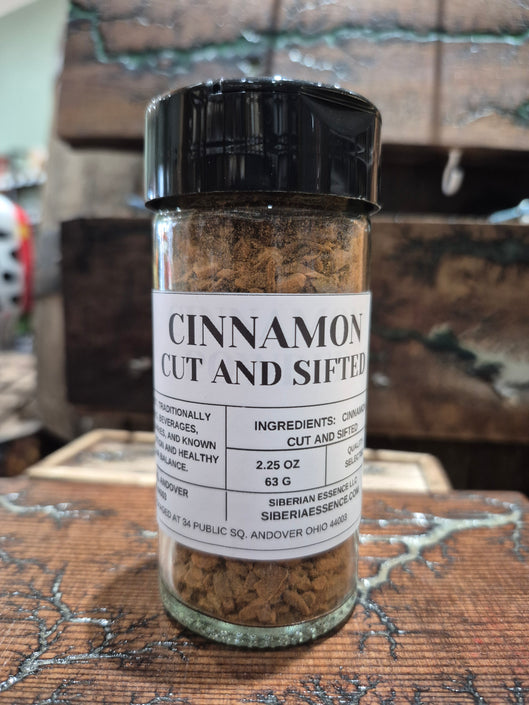 CINNAMON
CUT AND SIFTED
TRADITIONALLY
BEVERAGES,
AND KNOWN
AND HEALTHY
BALANCE.
INGREDIENTS: CINNAMON
CUT AND SIFTED
2.25 OZ
63 G
ANDOVER
SIBERIAN ESSENCE LLC
SIBERIAESSENCE.COM
AT 34 PUBLIC SQ. ANDOVER OHIO 44003